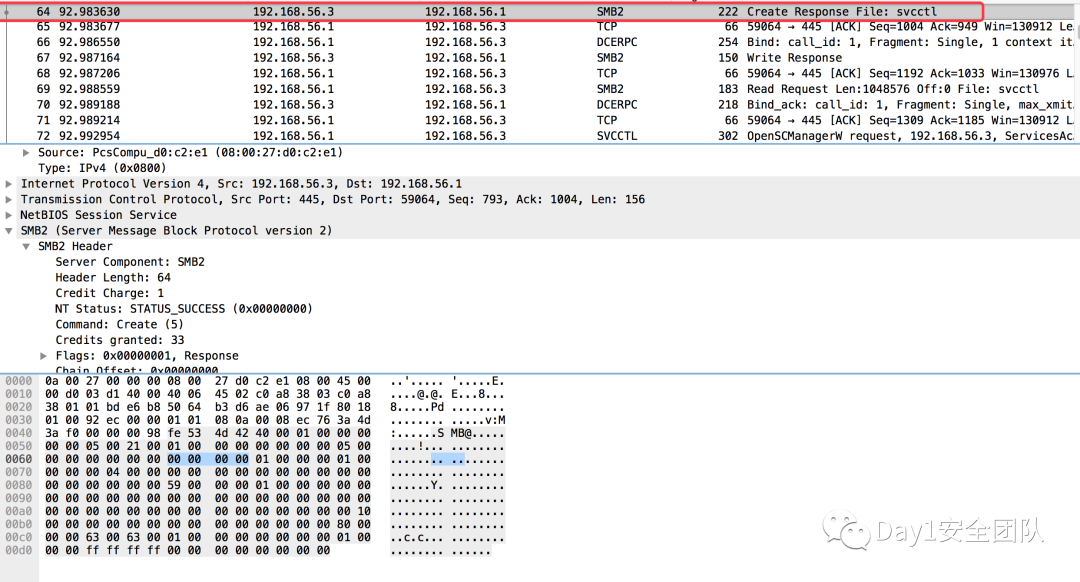 64 92.983630 192.168.56.3 192.168.56.1 SMB2 222 Create Response File: svcctl
65 92.983677 192.168.56.1 192.168.56.3 TCP 66 59064 → 445 [ACK] Seq=1004 Ack=949 Win=130912 Le…
66 92.986550 192.168.56.1 192.168.56.3 DCERPC 254 Bind: call_id: 1, Fragment: Single, 1 context it…
67 92.987164 192.168.56.3 192.168.56.1 SMB2 150 Write Response
68 92.987206 192.168.56.1 192.168.56.3 TCP 66 59064 → 445 [ACK] Seq=1192 Ack=1033 Win=130976 L…
69 92.988559 192.168.56.1 192.168.56.3 SMB2 183 Read Request Len:1048576 Off:0 File: svcctl
70 92.989188 192.168.56.3 192.168.56.1 DCERPC 218 Bind_ack: call_id: 1, Fragment: Single, max_xmit…
71 92.989214 192.168.56.1 192.168.56.3 TCP 66 59064 → 445 [ACK] Seq=1309 Ack=1185 Win=130912 L…
72 92.992954 192.168.56.1 192.168.56.3 SVCCTL 302 OpenSCManagerW request, 192.168.56.3, ServicesAc…
Source: PcsCompu_d0:c2:e1 (08:00:27:d0:c2:e1)
Type: IPv4 (0x0800)
Internet Protocol Version 4, Src: 192.168.56.3, Dst: 192.168.56.1
Transmission Control Protocol, Src Port: 445, Dst Port: 59064, Seq: 793, Ack: 1004, Len: 156
NetBIOS Session Service
SMB2 (Server Message Block Protocol version 2)
SMB2 Header
Server Component: SMB2
Header Length: 64
Credit Charge: 1
NT Status: STATUS_SUCCESS (0x00000000)
Command: Create (5)
Credits granted: 33
Flags: 0x00000001, Response
Chain Offset: 0x00000000
0000 0a 00 27 00 00 00 08 00 27 d0 c2 e1 08 00 45 00 ..'..... '.....E.
0010 00 d0 03 d1 40 00 40 06 45 02 c0 a8 38 03 c0 a8 ....@.@. E...8...
0020 38 01 01 bd e6 b8 50 64 b3 d6 ae 06 97 1f 80 18 8.....Pd ........
0030 01 00 92 ec 00 00 01 01 08 0a 00 08 ec 76 3a 4d ........ .....v:M
0040 3a f0 00 00 00 98 fe 53 4d 42 40 00 01 00 00 00 :......S MB@.....
0050 00 00 05 00 21 00 01 00 00 00 00 00 00 00 05 00 ....!... ........
0060 00 00 00 00 00 00 00 00 00 00 01 00 00 00 01 00 ........ ........
0070 00 00 00 04 00 00 00 00 00 00 00 00 00 00 00 00 ........ ........
0080 00 00 00 00 00 00 59 00 00 00 01 00 00 00 00 00 ......Y. ........
0090 00 00 00 00 00 00 00 00 00 00 00 00 00 00 00 00 ........ ........
00a0 00 00 00 00 00 00 00 00 00 00 00 00 00 00 00 10 ........ ........
00b0 00 00 00 00 00 00 00 00 00 00 00 00 00 00 80 00 ........ ........
00c0 00 00 63 00 63 00 01 00 00 00 00 00 00 00 01 00 ..c.c... ........
00d0 00 00 ff ff ff ff 00 00 00 00 00 00 00 00 ........ ......
Day1安全团队